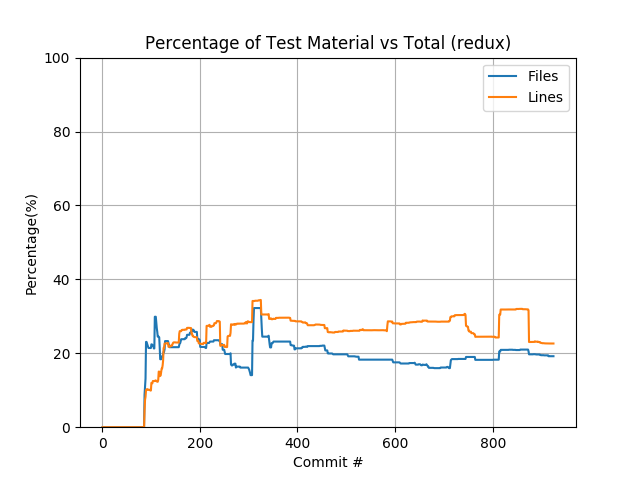 Percentage of Test Material vs Total (redux)
Files
Lines
100
80
60
40
20
0
Percentage(%)
0 200 400 600 800
Commit #